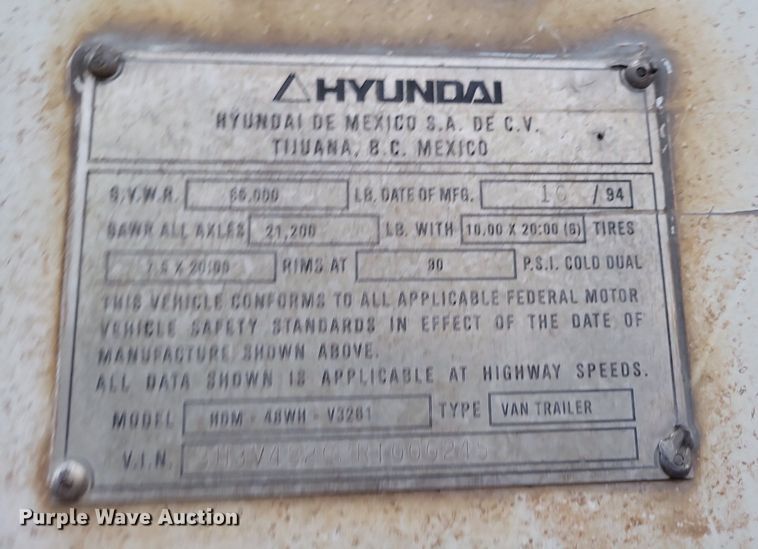 HYUNDAI
HYUNDAI DE MEXICO S.A. DE C.V.
TIJUANA, B.C. MEXICO
G.V.W.R. 66,000 LB. DATE OF MFG. 10 / 94
GAWR ALL AXLES 21,200 LB. WITH 10.00 X 20:00 (G) TIRES
7.5 X 20:00 RIMS AT 90 P.S.I. COLD DUAL
THIS VEHICLE CONFORMS TO ALL APPLICABLE FEDERAL MOTOR
VEHICLE SAFETY STANDARDS IN EFFECT OF THE DATE OF
MANUFACTURE SHOWN ABOVE.
ALL DATA SHOWN IS APPLICABLE AT HIGHWAY SPEEDS.
MODEL HDM - 48WH - V3261 TYPE VAN TRAILER
V.I.N.
Purple Wave Auction